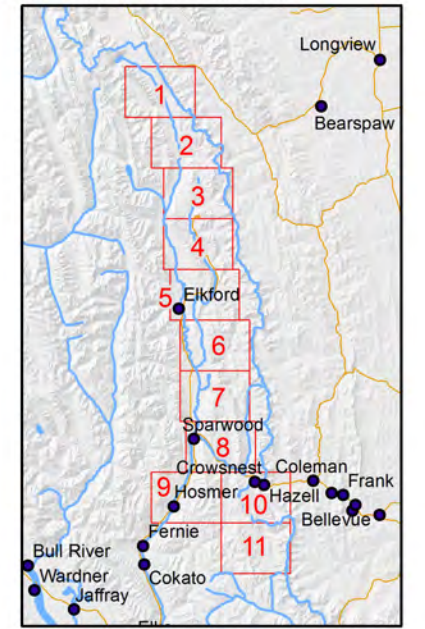 Longview
1
Bearspaw
2
3
4
5 Elkford
6
7
Sparwood
8
Crowsnest Coleman
9 Frank
Hosmer 10 Hazell
Bellevue
Fernie
11
Bull River
Cokato
Wardner
Jaffray